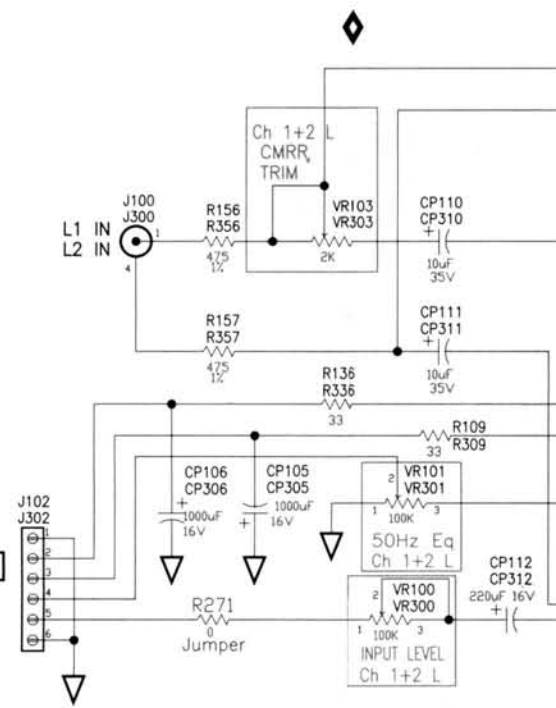 Ch 1+2 L
CMRR
TRIM
J100
J300
L1 IN
L2 IN
1
4
R156
R356
475
1%
VR103
VR303
2K
CP110
CP310
+
10uF
35V
R157
R357
475
1%
CP111
CP311
+
10uF
35V
R136
R336
33
R109
R309
33
CP106
CP306
+
1000uF
16V
CP105
CP305
1000uF
+
16V
2
VR101
VR301
1
100K
3
50Hz Eq
Ch 1+2 L
J102
J302
1
2
3
4
5
6
R271
0
Jumper
2
VR100
VR300
1
100K
3
INPUT LEVEL
Ch 1+2 L
CP112
CP312
220uF 16V
+